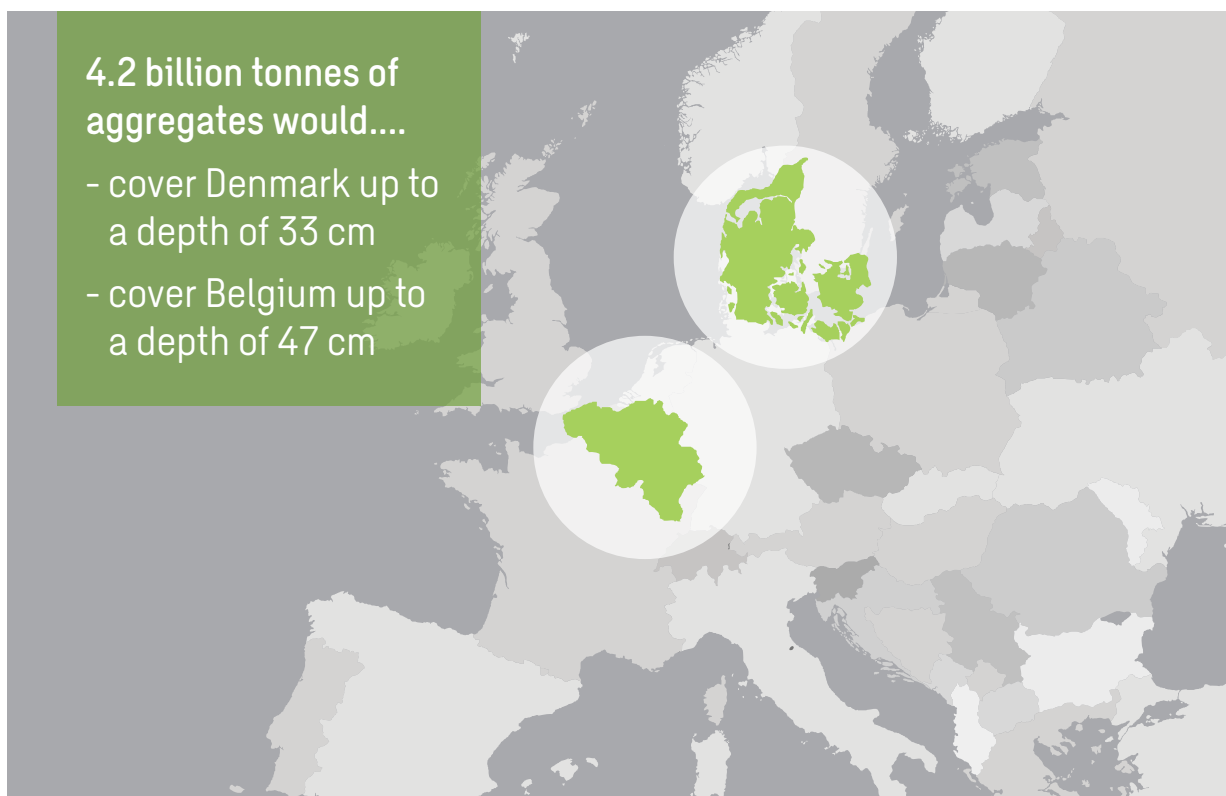 4.2 billion tonnes of
aggregates would....
- cover Denmark up to
a depth of 33 cm
- cover Belgium up to
a depth of 47 cm